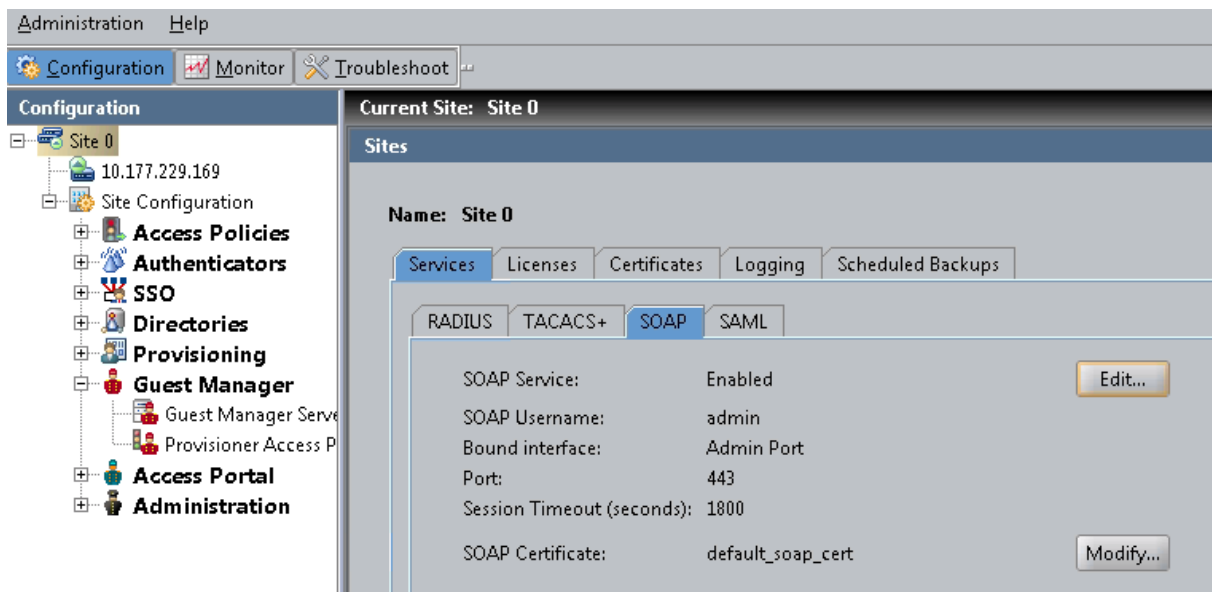 Administration Help
Configuration Monitor Troubleshoot
Configuration
Site 0
10.177.229.169
Site Configuration
Access Policies
Authenticators
SSO
Directories
Provisioning
Guest Manager
Guest Manager Serve
Provisioner Access P
Access Portal
Administration
Current Site: Site 0
Sites
Name: Site 0
Services Licenses Certificates Logging Scheduled Backups
RADIUS TACACS+ SOAP SAML
SOAP Service: Enabled Edit...
SOAP Username: admin
Bound interface: Admin Port
Port: 443
Session Timeout (seconds): 1800
SOAP Certificate: default_soap_cert Modify...